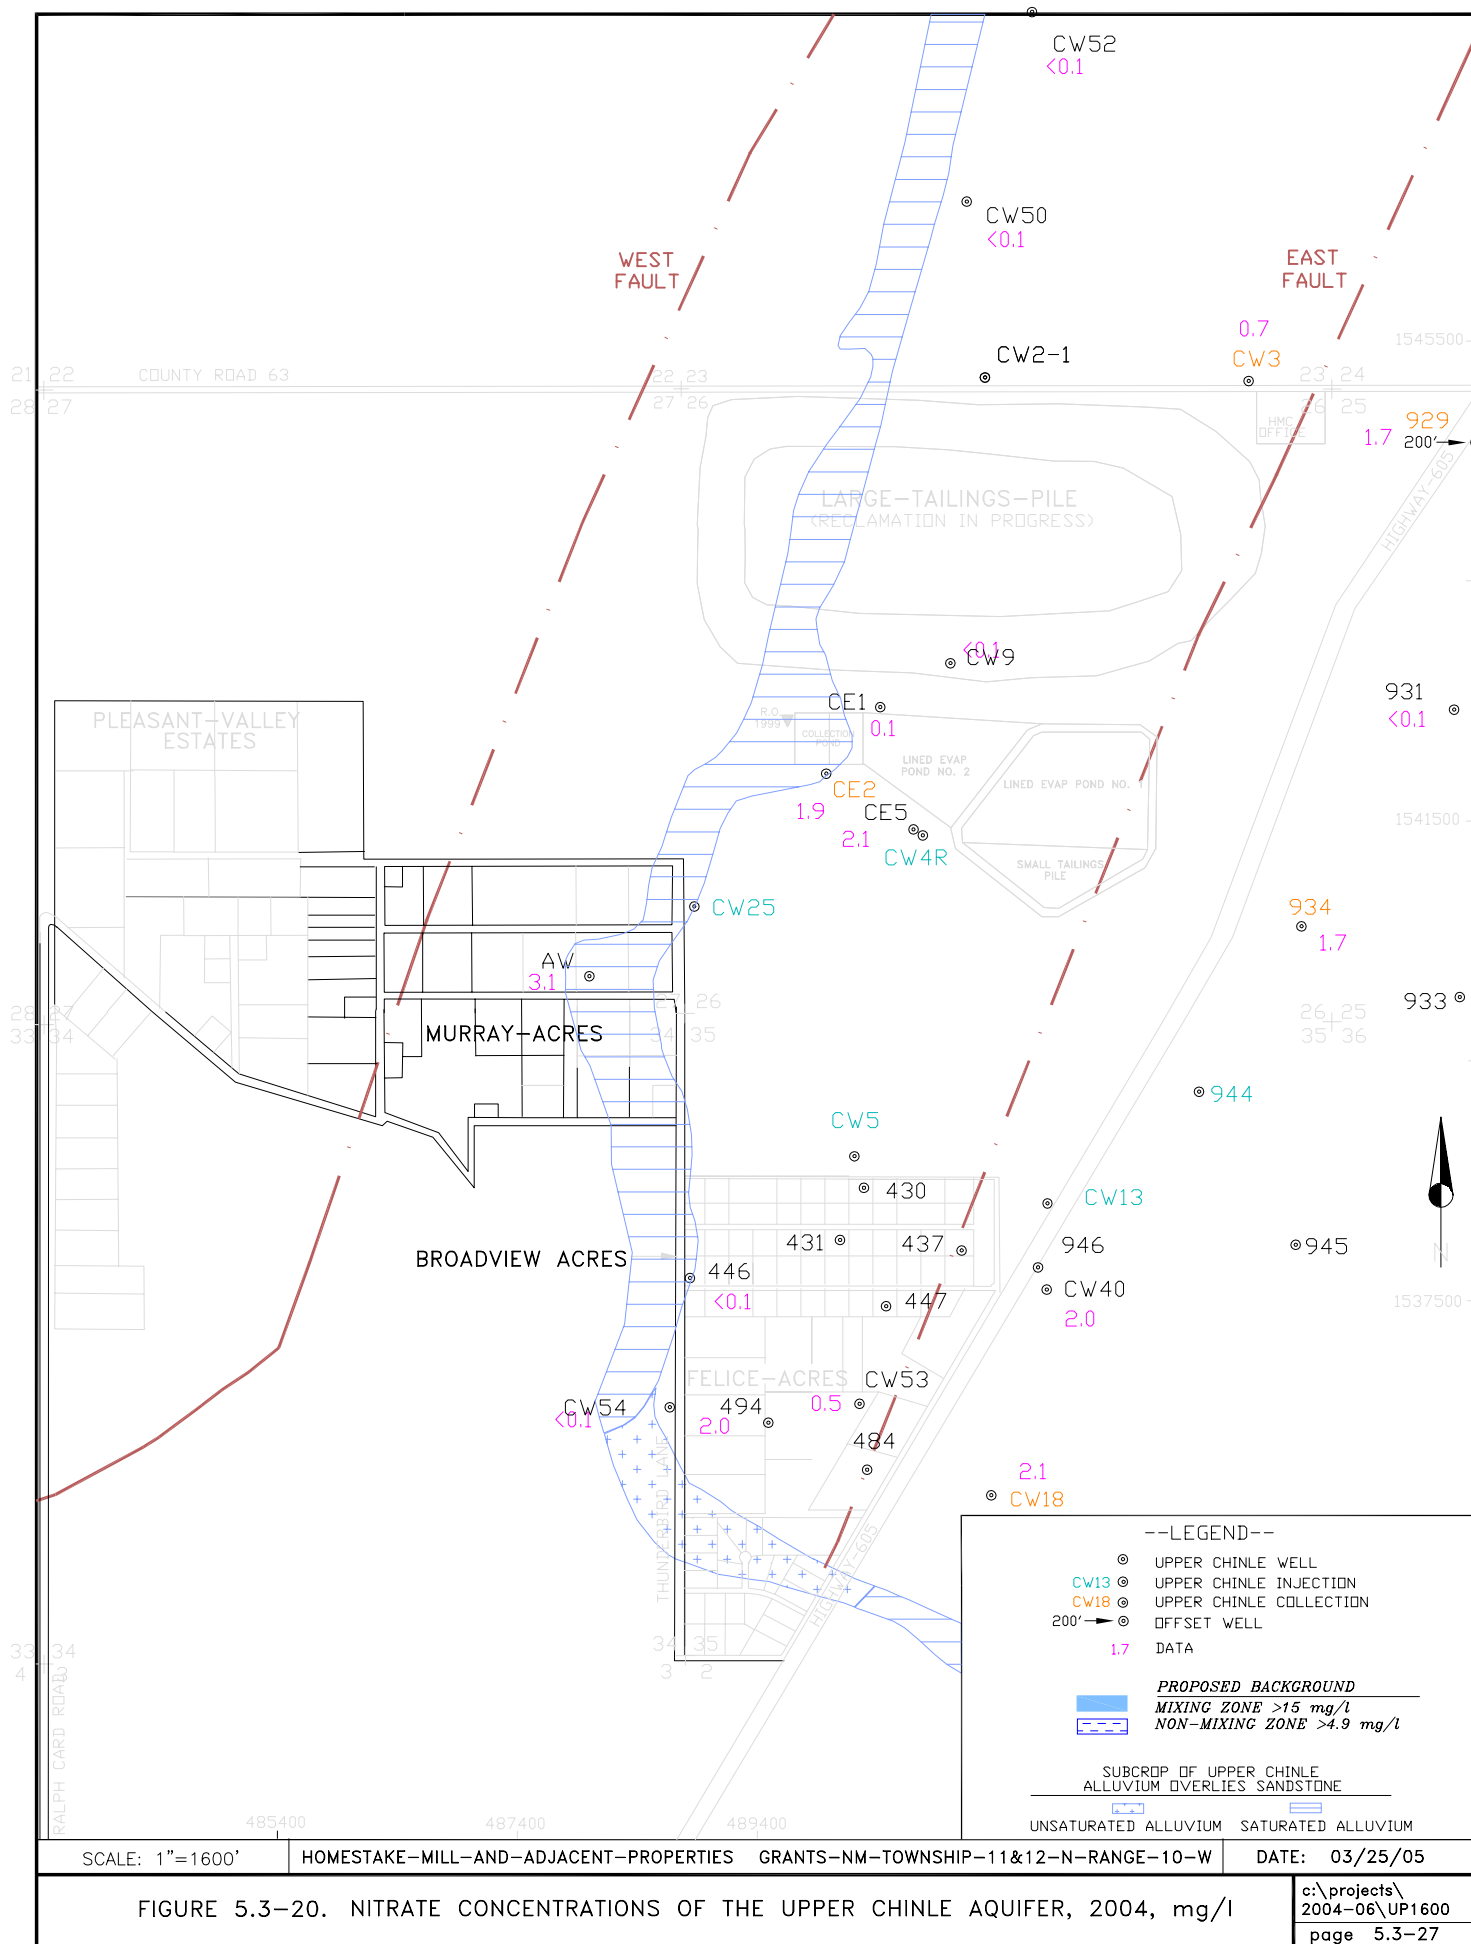 CW52
<0.1
CW50
<0.1
WEST
FAULT
EAST
FAULT
0.7
CW3
CW2-1
1545500
21 22
28 27
COUNTY ROAD 63
22 23
27 26
23 24
26 25
HMC
OFFICE
929
1.7
200'
HIGHWAY-605
LARGE-TAILINGS-PILE
(RECLAMATION IN PROGRESS)
<0.1
CW9
931
<0.1
CE1
0.1
R.O.
1999
COLLECTION
POND
PLEASANT-VALLEY
ESTATES
LINED EVAP
POND NO. 2
LINED EVAP POND NO. 1
CE2
1.9
CE5
2.1
CW4R
1541500
SMALL TAILINGS
PILE
CW25
934
1.7
AW
3.1
933
28 27
33 34
27 26
34 35
26 25
35 36
MURRAY-ACRES
944
CW5
430
CW13
431
437
946
945
BROADVIEW ACRES
446
<0.1
447
CW40
2.0
1537500
N
FELICE-ACRES
CW53
0.5
CW54
<0.1
494
2.0
484
2.1
CW18
THUNDERBIRD LANE
HIGHWAY-605
33 34
4 3
34 35
3 2
RALPH CARD ROAD
485400
487400
489400
--LEGEND--
UPPER CHINLE WELL
CW13 UPPER CHINLE INJECTION
CW18 UPPER CHINLE COLLECTION
200' OFFSET WELL
1.7 DATA
PROPOSED BACKGROUND
MIXING ZONE >15 mg/l
NON-MIXING ZONE >4.9 mg/l
SUBCROP OF UPPER CHINLE
ALLUVIUM OVERLIES SANDSTONE
UNSATURATED ALLUVIUM SATURATED ALLUVIUM
SCALE: 1"=1600'
HOMESTAKE-MILL-AND-ADJACENT-PROPERTIES GRANTS-NM-TOWNSHIP-11&12-N-RANGE-10-W
DATE: 03/25/05
FIGURE 5.3-20. NITRATE CONCENTRATIONS OF THE UPPER CHINLE AQUIFER, 2004, mg/l
c:\projects\
2004-06\UP1600
page 5.3-27